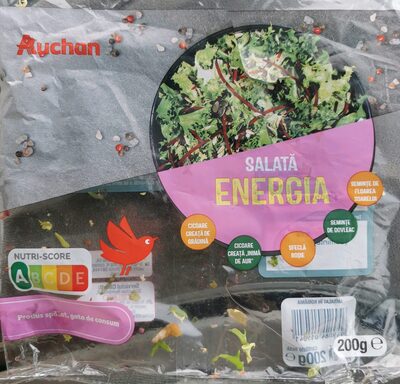 Auchan
SALATĂ
ENERGIA
CICOARE
CREAȚĂ DE
GRĂDINĂ
CICOARE
CREAȚĂ „INIMA
DE AUR"
SFECLĂ
ROȘIE
SEMINȚE
DE DOVLEAC
SEMINȚE DE
FLOAREA
SOARELUI
NUTRI-SCORE
A B C D E
Produs spălat, gata de consum
200g e